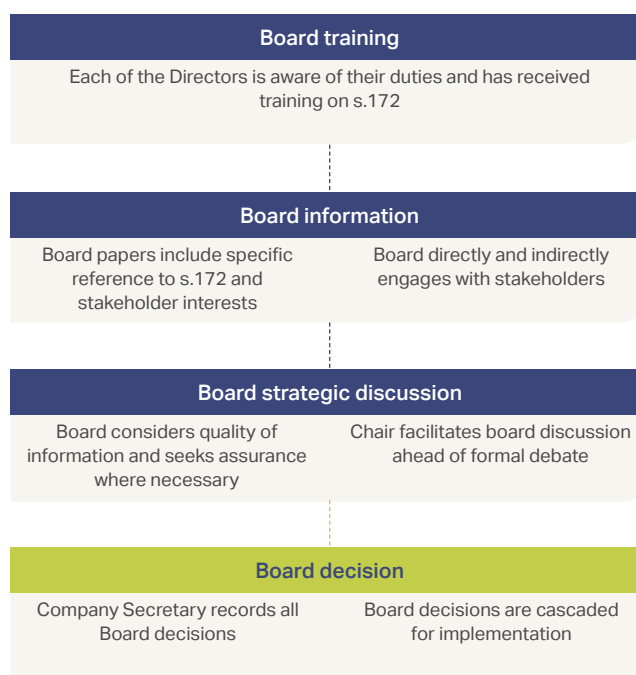 Board training
Each of the Directors is aware of their duties and has received
training on s.172
Board information
Board papers include specific
reference to s.172 and
stakeholder interests
Board directly and indirectly
engages with stakeholders
Board strategic discussion
Board considers quality of
information and seeks assurance
where necessary
Chair facilitates board discussion
ahead of formal debate
Board decision
Company Secretary records all
Board decisions
Board decisions are cascaded
for implementation